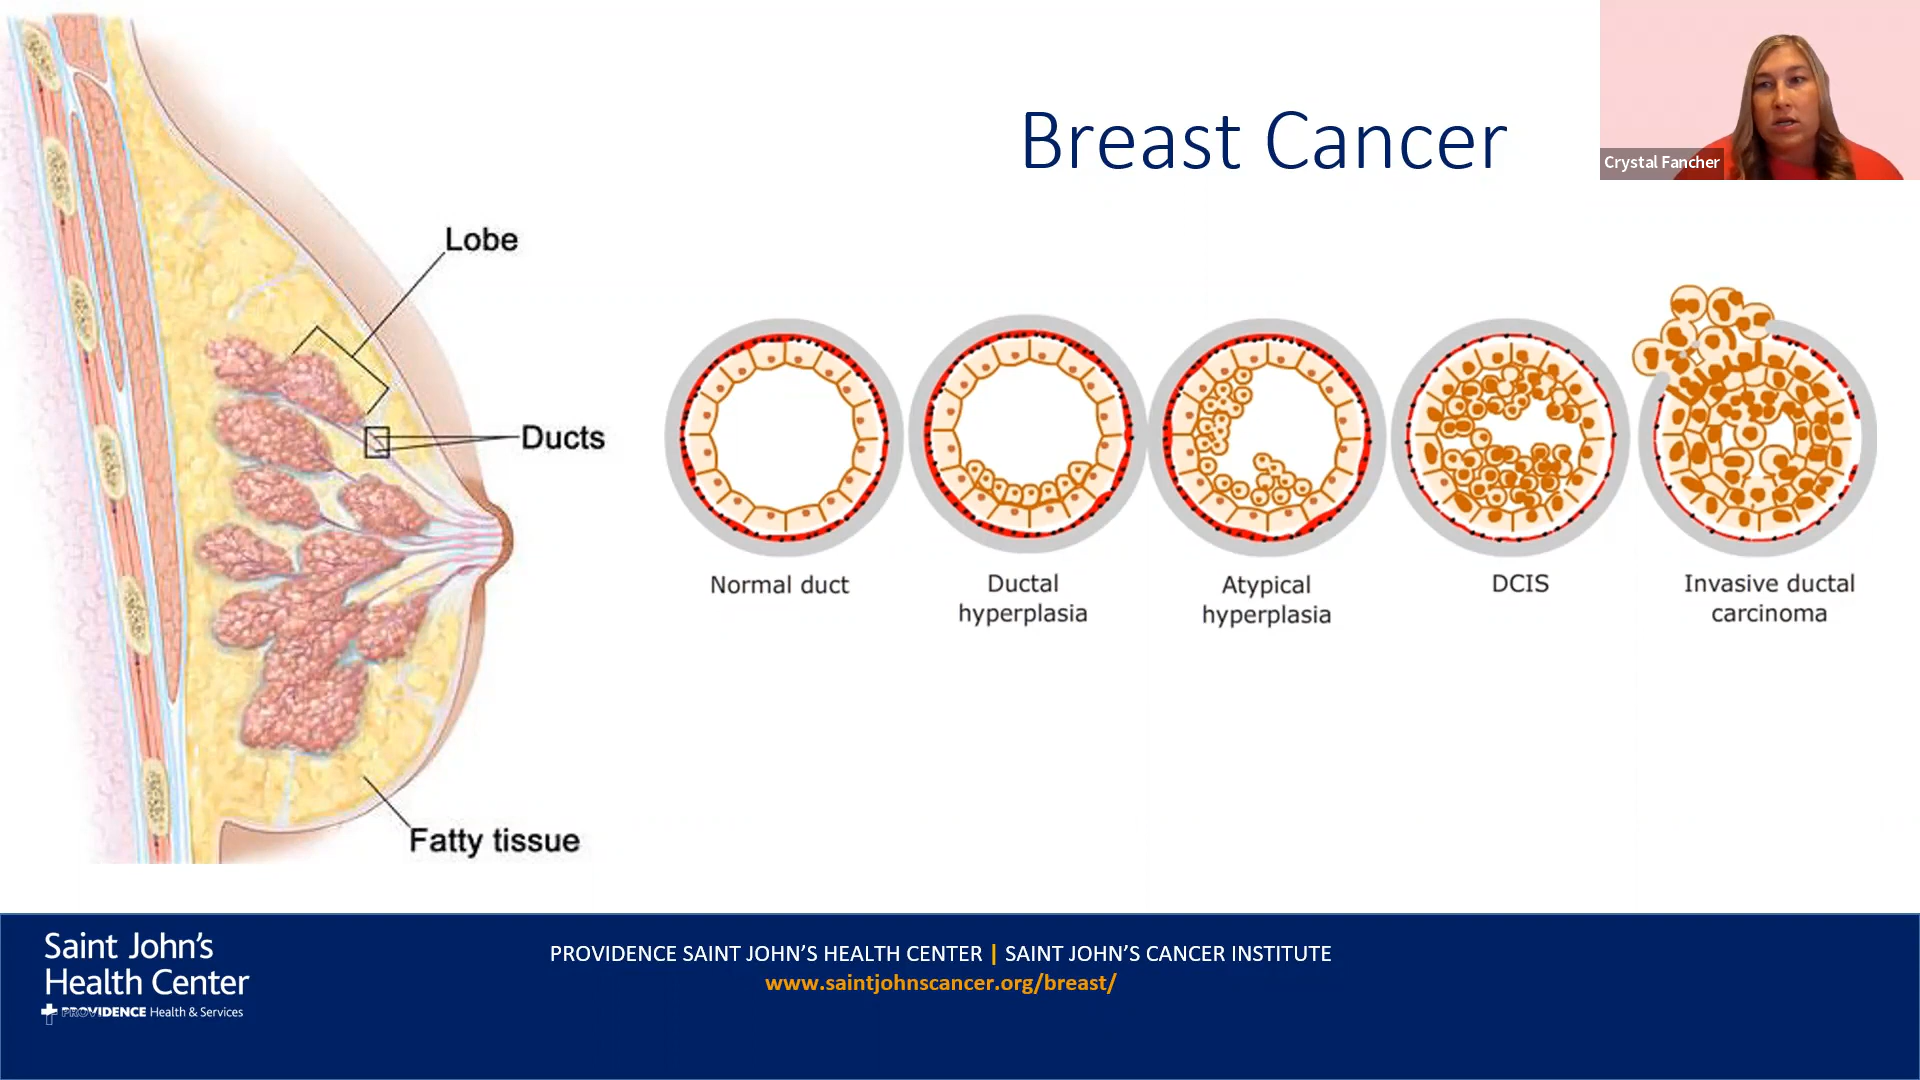 Breast Cancer
Crystal Fancher
Lobe
Ducts
Fatty tissue
Normal duct
Ductal
hyperplasia
Atypical
hyperplasia
DCIS
Invasive ductal
carcinoma
Saint John’s
Health Center
PROVIDENCE Health & Services
PROVIDENCE SAINT JOHN’S HEALTH CENTER | SAINT JOHN’S CANCER INSTITUTE
www.saintjohnscancer.org/breast/